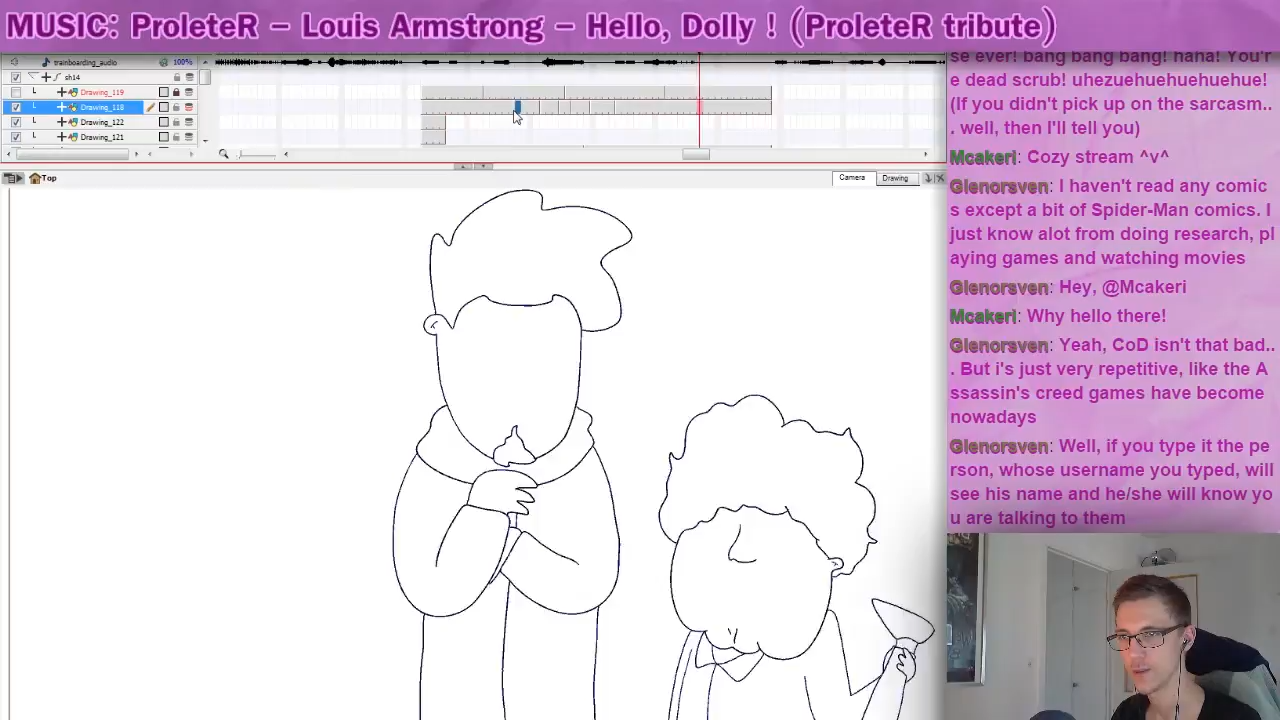 MUSIC: ProleteR – Louis Armstrong – Hello, Dolly ! (ProleteR tribute)
trainboarding_audio 100%
sh14
Drawing_119
Drawing_118
Drawing_122
Drawing_121
Top
Camera Drawing
se ever! bang bang bang! haha! You'r
e dead scrub! uhezuehuehuehuehue!
(If you didn't pick up on the sarcasm..
. well, then I'll tell you)
Mcakeri: Cozy stream ^v^
Glenorsven: I haven't read any comic
s except a bit of Spider-Man comics. I
just know alot from doing research, pl
aying games and watching movies
Glenorsven: Hey, @Mcakeri
Mcakeri: Why hello there!
Glenorsven: Yeah, CoD isn't that bad..
. But i's just very repetitive, like the A
ssassin's creed games have become
nowadays
Glenorsven: Well, if you type it the pe
rson, whose username you typed, will
see his name and he/she will know yo
u are talking to them